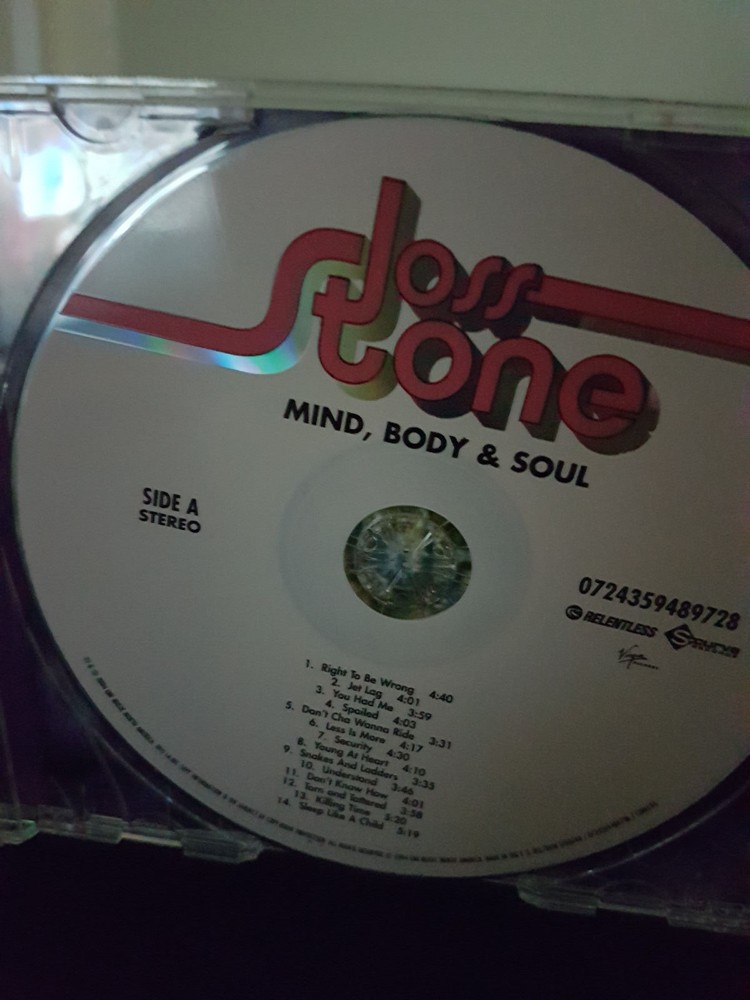 Joss
Stone
MIND, BODY & SOUL
SIDE A
STEREO
0724359489728
RELENTLESS
Virgin
1. Right To Be Wrong 4:40
2. Jet Lag 4:01
3. You Had Me 3:59
4. Spoiled 4:03
5. Don't Cha Wanna Ride 3:31
6. Less Is More 4:17
7. Security 4:30
8. Young At Heart 4:10
9. Snakes And Ladders 3:35
10. Understand 3:46
11. Don't Know How 4:01
12. Torn and Tattered 3:58
13. Killing Time 5:20
14. Sleep Like A Child 5:19